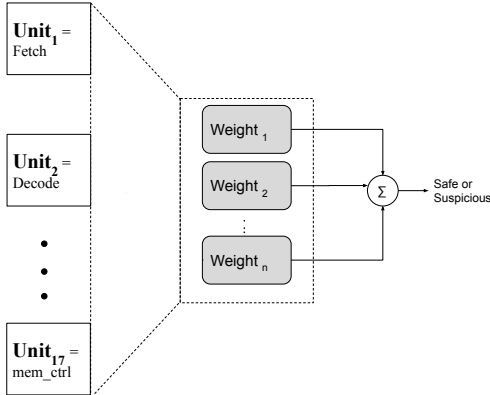 Unit₁ =
Fetch
Unit₂ =
Decode
Unit₁₇ =
mem_ctrl
Weight ₁
Weight ₂
Weight ₙ
Σ
Safe or
Suspicious